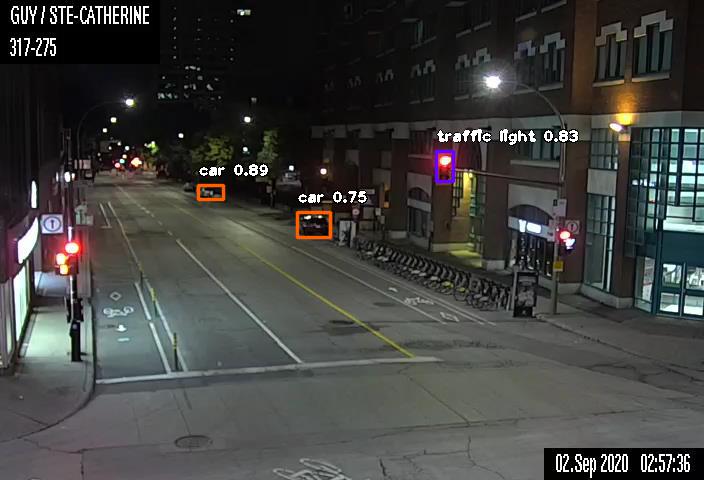 GUY / STE-CATHERINE
317-275
traffic light 0.83
car 0.89
car 0.75
02.Sep 2020 02:57:36